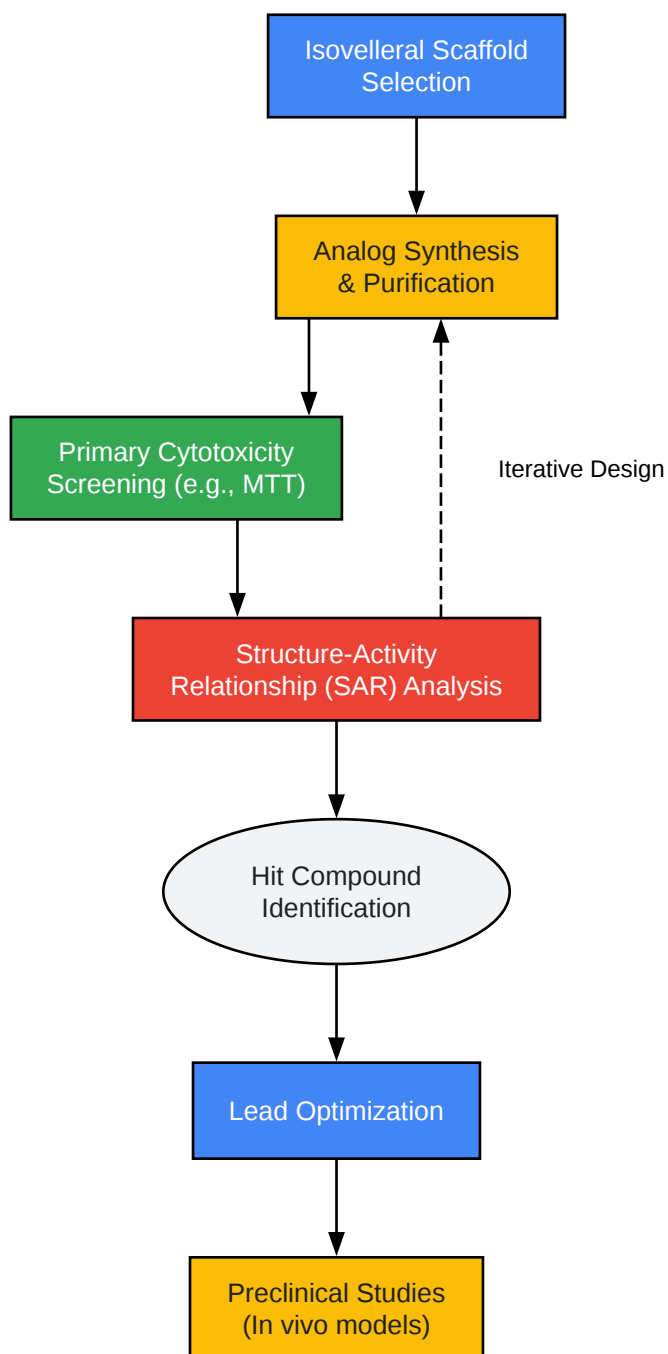 Isovelleral Scaffold
Selection
Analog Synthesis
& Purification
Primary Cytotoxicity
Screening (e.g., MTT)
Iterative Design
Structure-Activity
Relationship (SAR) Analysis
Hit Compound
Identification
Lead Optimization
Preclinical Studies
(In vivo models)